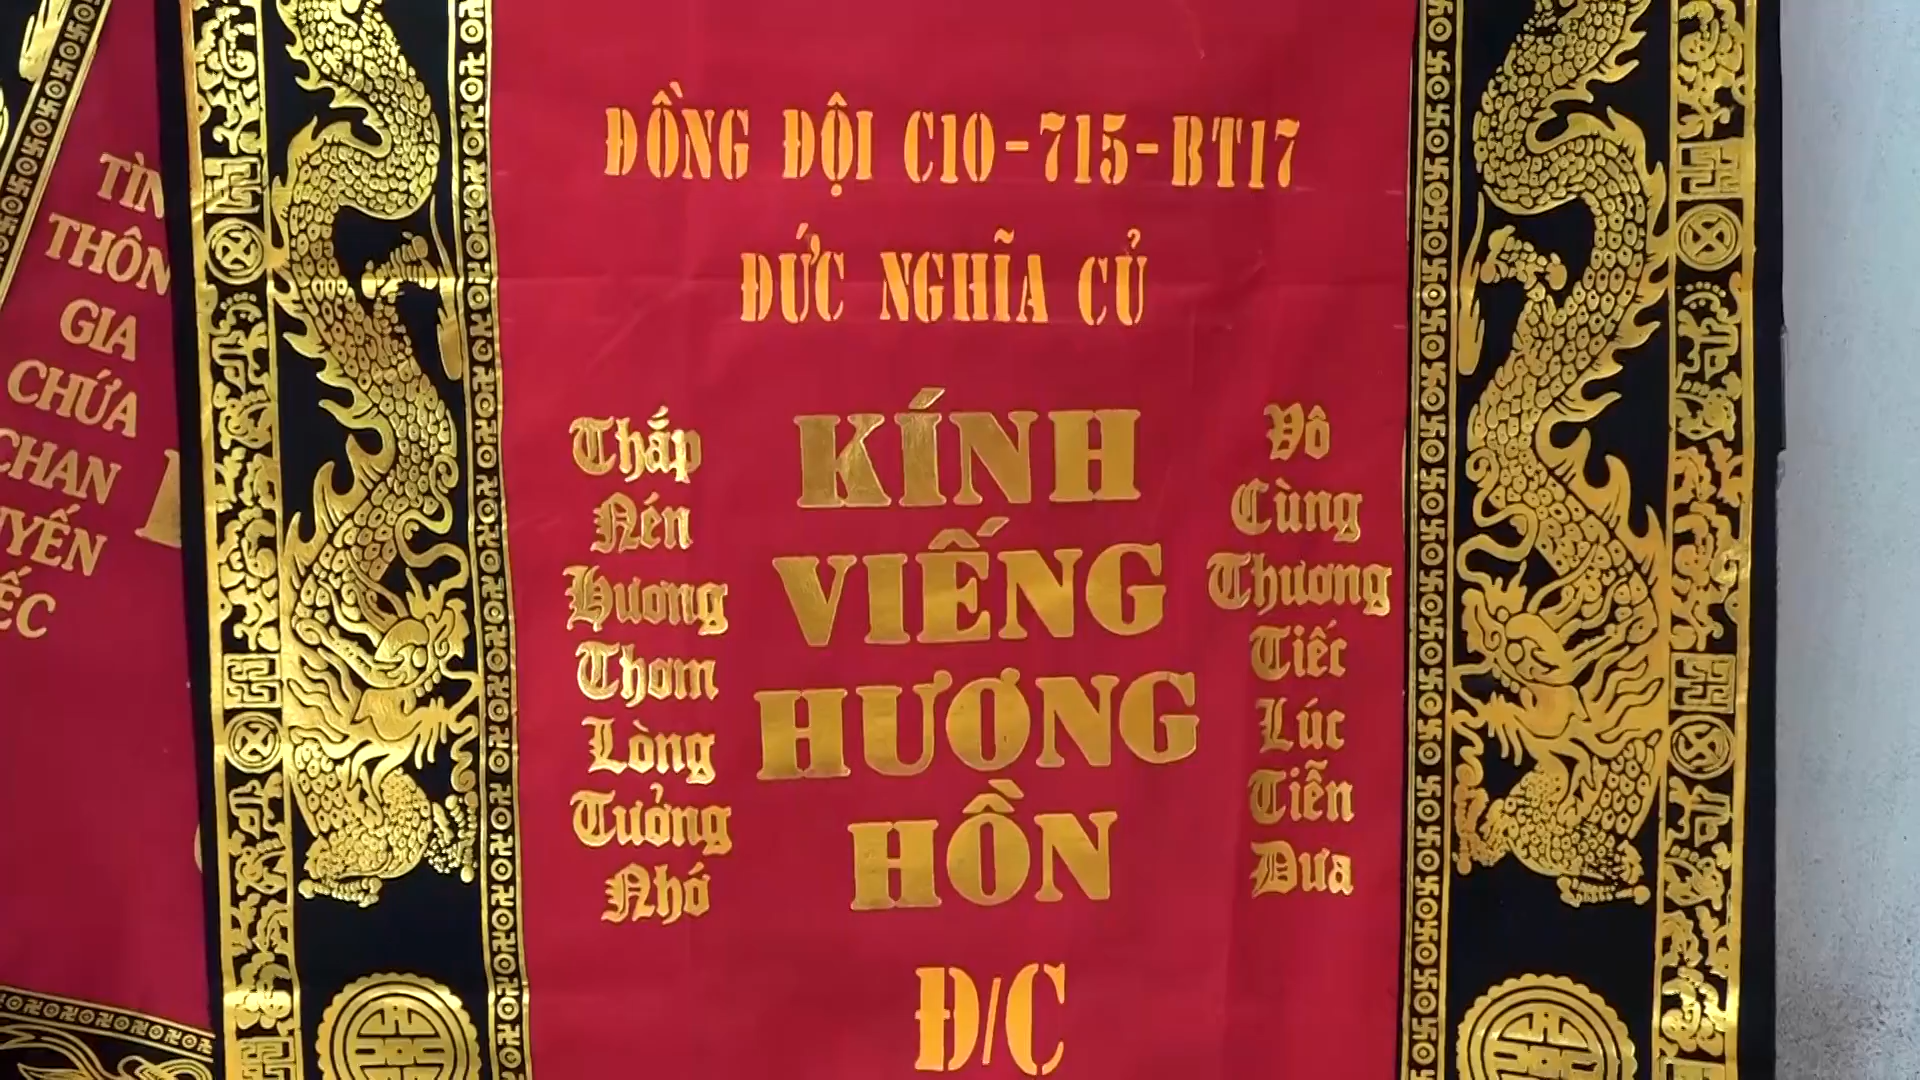 ĐỒNG ĐỘI C10-715-BT17
ĐỨC NGHĨA CỦ
Thắp
Nén
Hương
Thơm
Lòng
Tưởng
Nhớ
KÍNH
VIẾNG
HƯƠNG
HỒN
Đ/C
Vô
Cùng
Thương
Tiếc
Lúc
Tiễn
Đưa
THÔN
GIA
CHỨA
CHAN